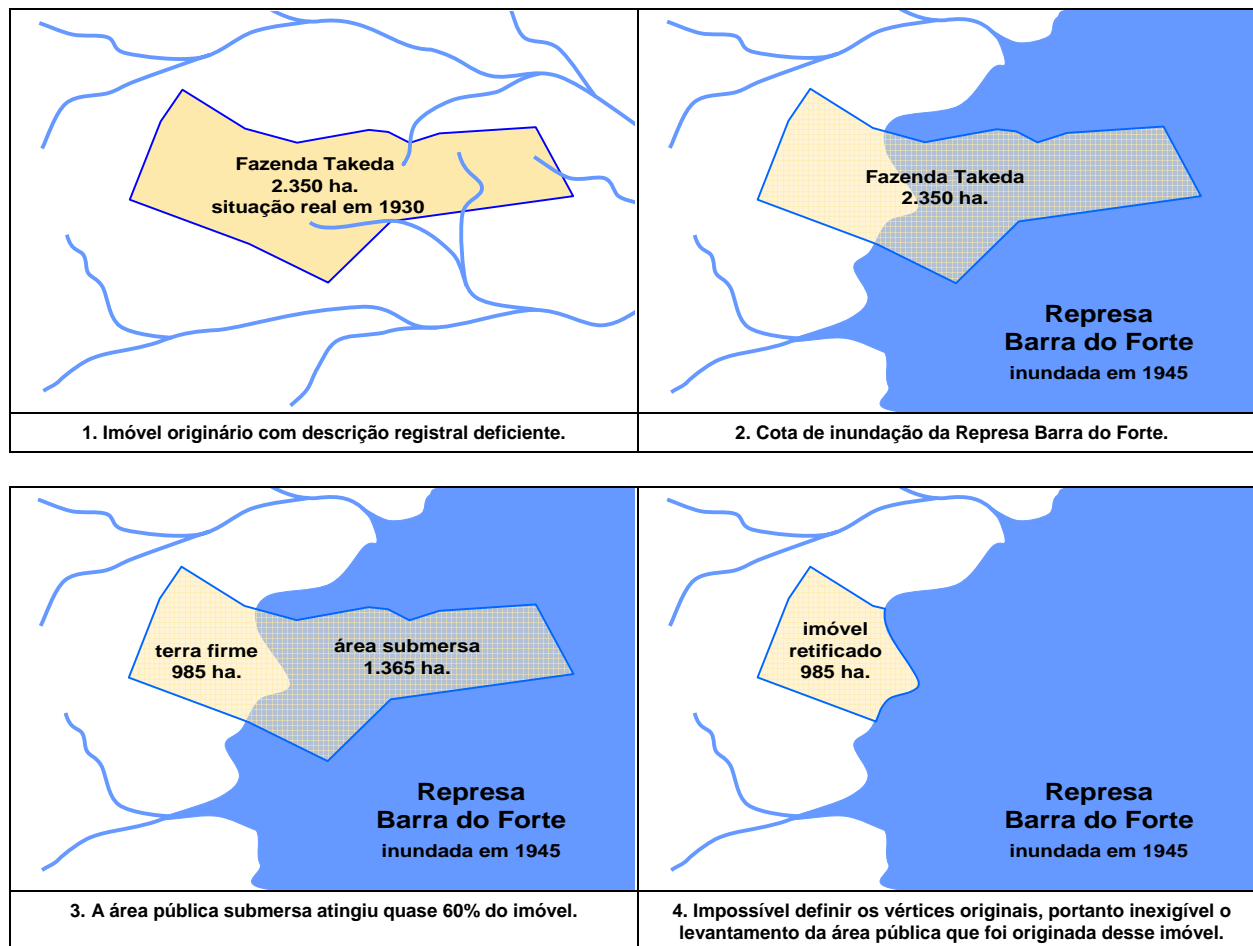 Fazenda Takeda
2.350 ha.
situação real em 1930
1. Imóvel originário com descrição registral deficiente.
Fazenda Takeda
2.350 ha.
Represa
Barra do Forte
inundada em 1945
2. Cota de inundação da Represa Barra do Forte.
terra firme
985 ha.
área submersa
1.365 ha.
Represa
Barra do Forte
inundada em 1945
3. A área pública submersa atingiu quase 60% do imóvel.
imóvel
retificado
985 ha.
Represa
Barra do Forte
inundada em 1945
4. Impossível definir os vértices originais, portanto inexigível o
levantamento da área pública que foi originada desse imóvel.